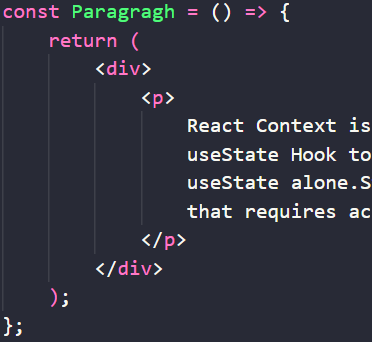 const Paragragh = () => {
return (
<div>
<p>
React Context is
useState Hook to
useState alone.S
that requires ac
</p>
</div>
);
};